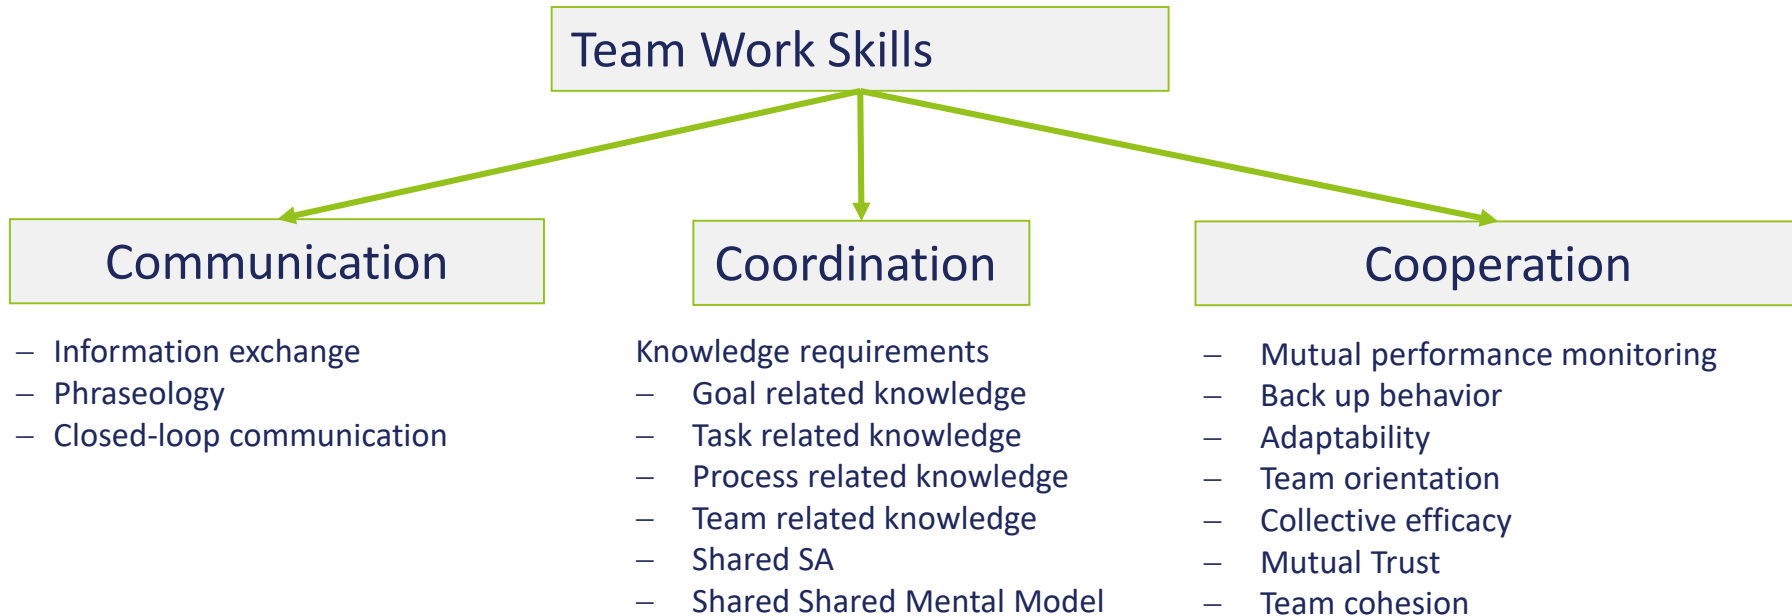 Team Work Skills
Communication
– Information exchange
– Phraseology
– Closed-loop communication
Coordination
Knowledge requirements
– Goal related knowledge
– Task related knowledge
– Process related knowledge
– Team related knowledge
– Shared SA
– Shared Shared Mental Model
Cooperation
– Mutual performance monitoring
– Back up behavior
– Adaptability
– Team orientation
– Collective efficacy
– Mutual Trust
– Team cohesion